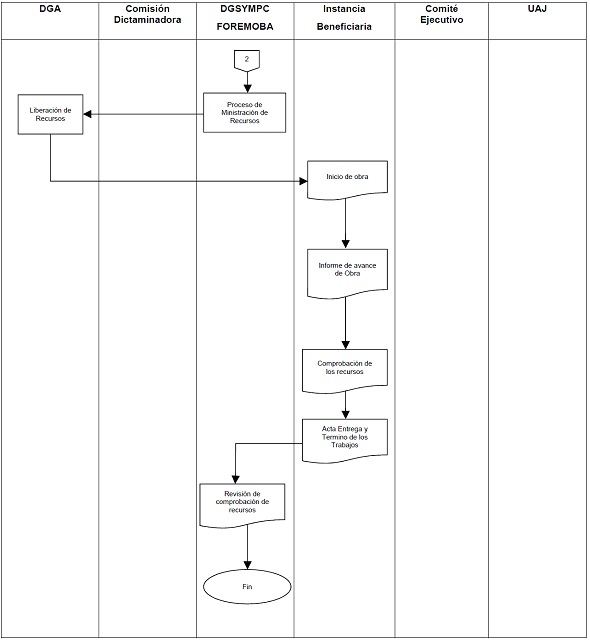 DGA
Comisión
Dictaminadora
DGSYMPC
FOREMOBA
Instancia
Beneficiaria
Comité
Ejecutivo
UAJ
2
Proceso de
Ministración de
Recursos
Liberación de
Recursos
Inicio de obra
Informe de avance
de Obra
Comprobación de
los recursos
Acta Entrega y
Termino de los
Trabajos
Revisión de
comprobación de
recursos
Fin